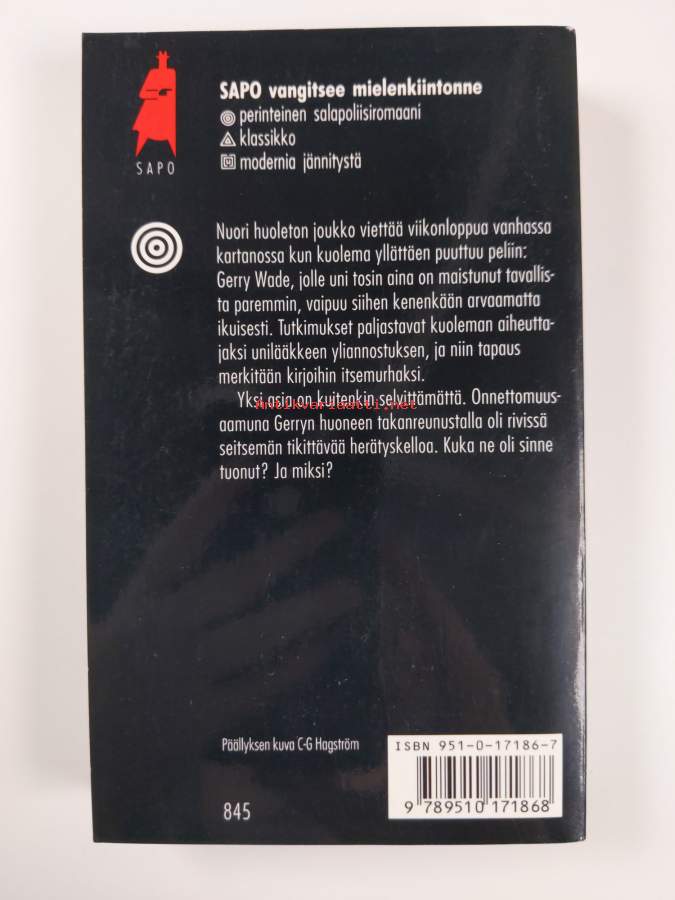 SAPO
SAPO vangitsee mielenkiintonne
perinteinen salapoliisiromaani
klassikko
modernia jännitystä
Nuori huoleton joukko viettää viikonloppua vanhassa
kartanossa kun kuolema yllättäen puuttuu peliin:
Gerry Wade, jolle uni tosin aina on maistunut tavallis-
ta paremmin, vaipuu siihen kenenkään arvaamatta
ikuisesti. Tutkimukset paljastavat kuoleman aiheutta-
jaksi unilääkkeen yliannostuksen, ja niin tapaus
merkitään kirjoihin itsemurhaksi.
Yksi asia on kuitenkin selvittämättä. Onnettomuus-
antikvariaatti.net
aamuna Gerryn huoneen takanreunustalla oli rivissä
seitsemän tikittävää herätyskelloa. Kuka ne oli sinne
tuonut? Ja miksi?
Päällyksen kuva C-G Hagström
ISBN 951-0-17186-7
9 789510 171868
845